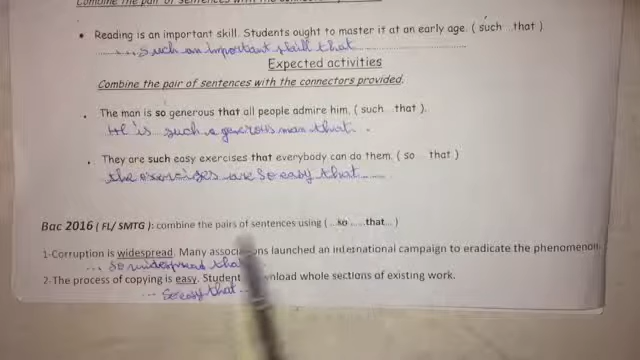 Combine the pair of sentences with the
• Reading is an important skill. Students ought to master it at an early age. ( such ...that )
... such an important skill that ...
Expected activities
Combine the pair of sentences with the connectors provided.
• The man is so generous that all people admire him. ( such ...that ).
He is such a generous man that .
• They are such easy exercises that everybody can do them. ( so ... that )
the exercizes are so easy that ......
Bac 2016 ( FL/ SMTG ): combine the pairs of sentences using ( ...so .....that... )
1-Corruption is widespread. Many associations launched an international campaign to eradicate the phenomenon.
... so widespread that
2. The process of copying is easy. Student download whole sections of existing work.
... so easy that ...